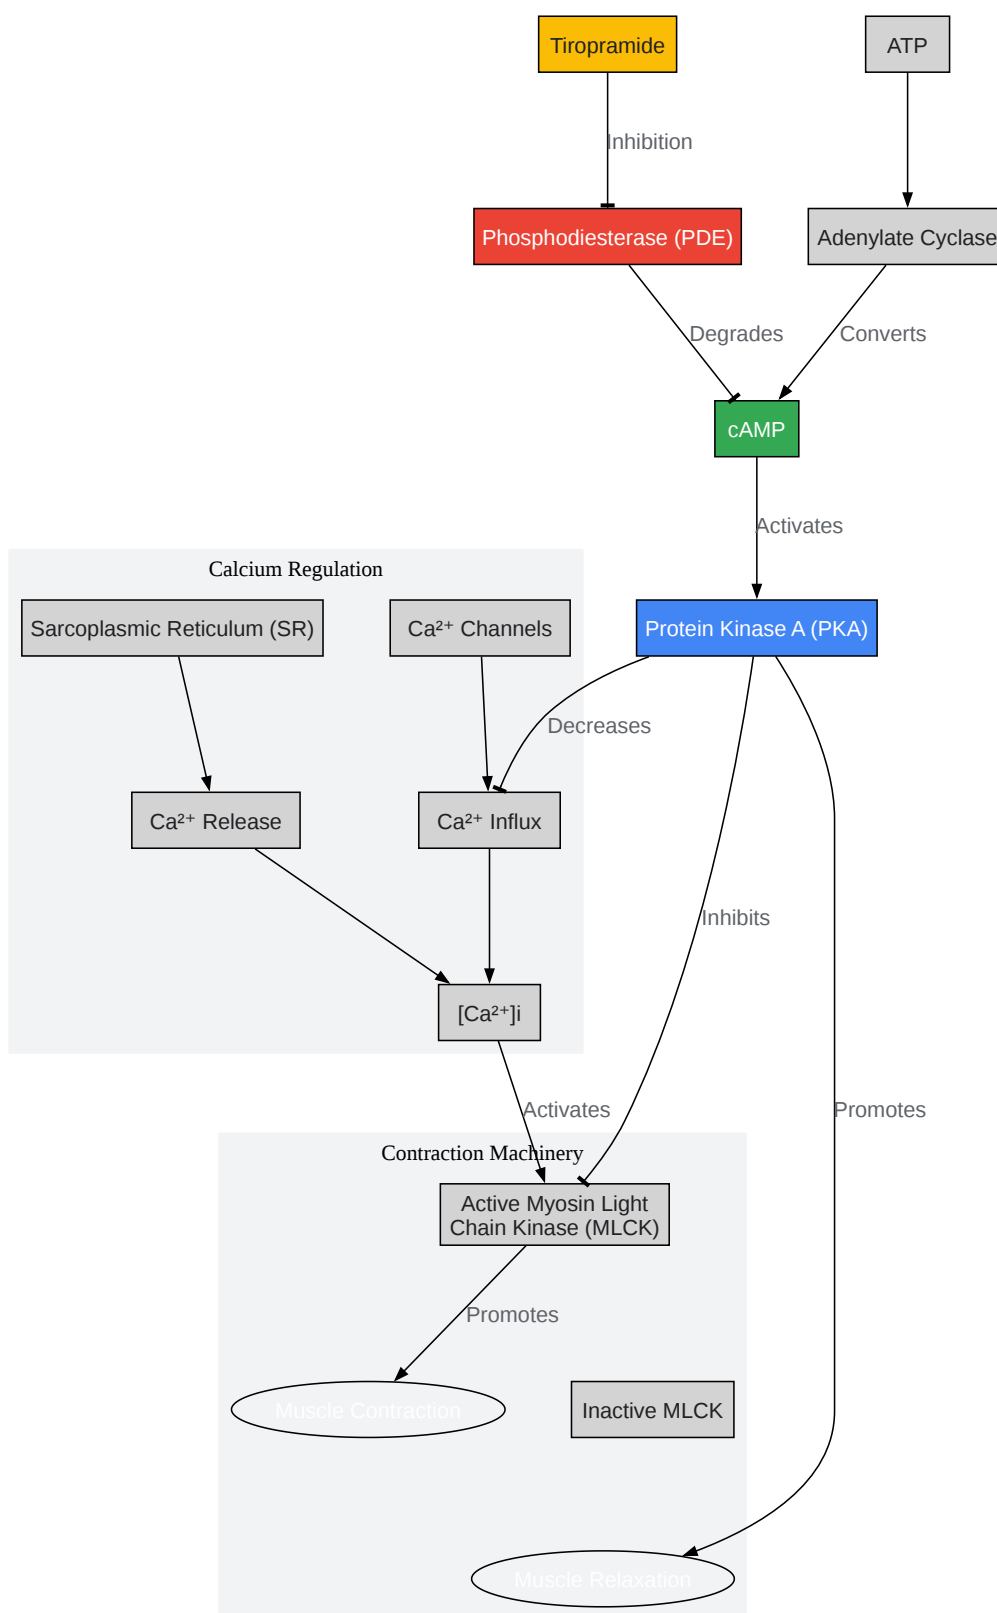 Tiropramide
ATP
Inhibition
Phosphodiesterase (PDE)
Adenylate Cyclase
Degrades
Converts
cAMP
Activates
Calcium Regulation
Sarcoplasmic Reticulum (SR)
Ca²⁺ Channels
Protein Kinase A (PKA)
Decreases
Ca²⁺ Release
Ca²⁺ Influx
Inhibits
[Ca²⁺]i
Activates
Promotes
Contraction Machinery
Active Myosin Light
Chain Kinase (MLCK)
Promotes
Muscle Contraction
Inactive MLCK
Muscle Relaxation